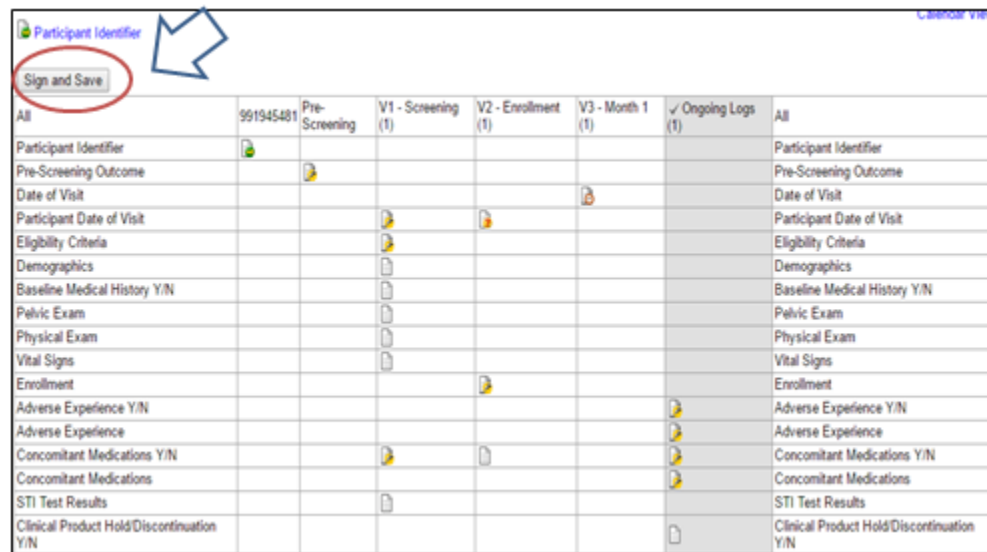 Calendar Vie
Participant Identifier
Sign and Save
All 991945481 Pre-Screening V1 - Screening (1) V2 - Enrollment (1) V3 - Month 1 (1) ✓ Ongoing Logs (1) All
Participant Identifier Participant Identifier
Pre-Screening Outcome Pre-Screening Outcome
Date of Visit Date of Visit
Participant Date of Visit Participant Date of Visit
Eligibility Criteria Eligibility Criteria
Demographics Demographics
Baseline Medical History Y/N Baseline Medical History Y/N
Pelvic Exam Pelvic Exam
Physical Exam Physical Exam
Vital Signs Vital Signs
Enrollment Enrollment
Adverse Experience Y/N Adverse Experience Y/N
Adverse Experience Adverse Experience
Concomitant Medications Y/N Concomitant Medications Y/N
Concomitant Medications Concomitant Medications
STI Test Results STI Test Results
Clinical Product Hold/Discontinuation Clinical Product Hold/Discontinuation
Y/N Y/N